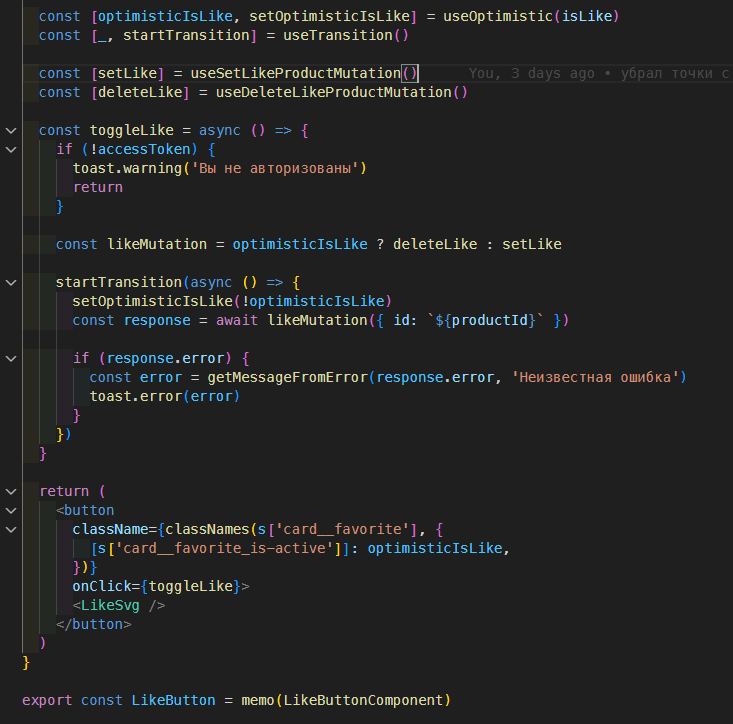 const [optimisticIsLike, setOptimisticIsLike] = useOptimistic(isLike)
const [_, startTransition] = useTransition()
const [setLike] = useSetLikeProductMutation() You, 3 days ago • убрал точки с
const [deleteLike] = useDeleteLikeProductMutation()
const toggleLike = async () => {
if (!accessToken) {
toast.warning('Вы не авторизованы')
return
}
const likeMutation = optimisticIsLike ? deleteLike : setLike
startTransition(async () => {
setOptimisticIsLike(!optimisticIsLike)
const response = await likeMutation({ id: `${productId}` })
if (response.error) {
const error = getMessageFromError(response.error, 'Неизвестная ошибка')
toast.error(error)
}
})
}
return (
<button
className={classNames(s['card__favorite'], {
[s['card__favorite_is-active']]: optimisticIsLike,
})}
onClick={toggleLike}>
<LikeSvg />
</button>
)
}
export const LikeButton = memo(LikeButtonComponent)